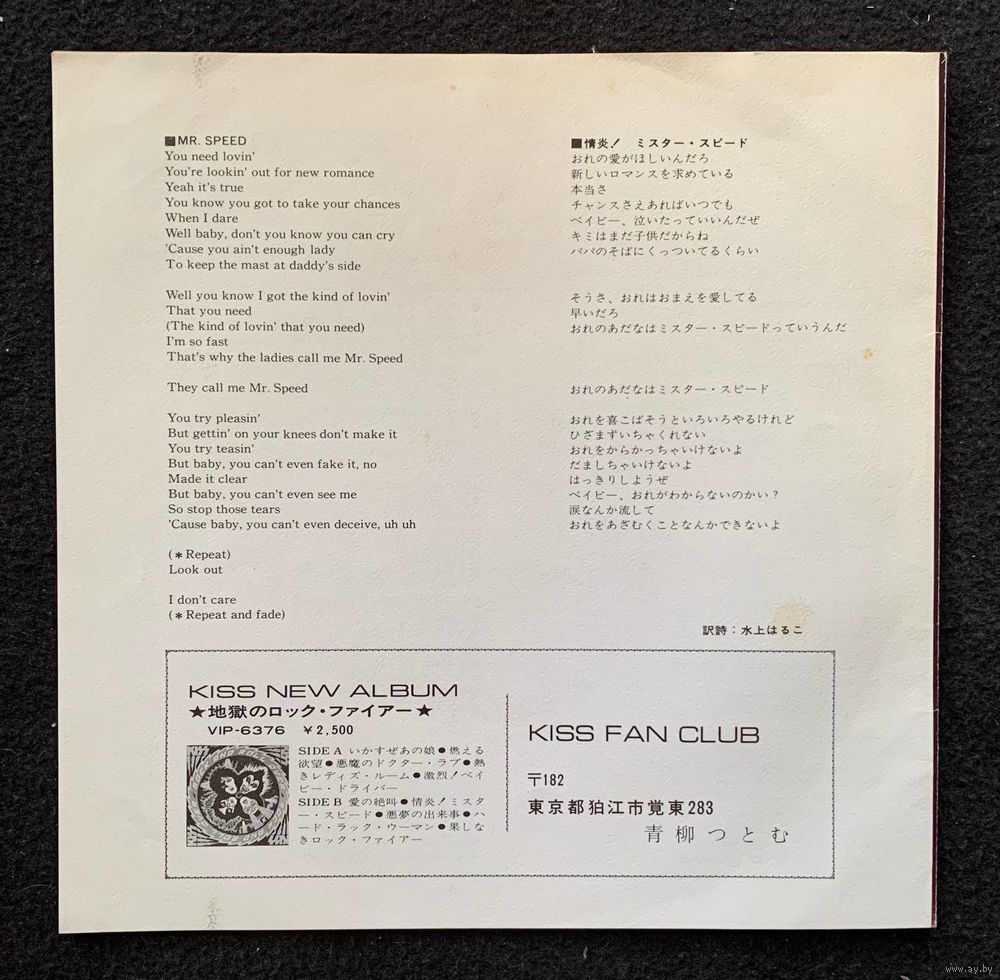 ■MR. SPEED
You need lovin'
You're lookin' out for new romance
Yeah it's true
You know you got to take your chances
When I dare
Well baby, don't you know you can cry
'Cause you ain't enough lady
To keep the mast at daddy's side
Well you know I got the kind of lovin'
That you need
(The kind of lovin' that you need)
I'm so fast
That's why the ladies call me Mr. Speed
They call me Mr. Speed
You try pleasin'
But gettin' on your knees don't make it
You try teasin'
But baby, you can't even fake it, no
Made it clear
But baby, you can't even see me
So stop those tears
'Cause baby, you can't even deceive, uh uh
(＊Repeat)
Look out
I don't care
(＊Repeat and fade)
■情炎！ ミスター・スピード
おれの愛がほしいんだろ
新しいロマンスを求めている
本当さ
チャンスさえあればいつでも
ベイビー、泣いたっていいんだぜ
キミはまだ子供だからね
パパのそばにくっついてるくらい
そうさ、おれはおまえを愛してる
早いだろ
おれのあだなはミスター・スピードっていうんだ
おれのあだなはミスター・スピード
おれを喜こばそうといろいろやるけれど
ひざまずいちゃくれない
おれをからかっちゃいけないよ
だましちゃいけないよ
はっきりしようぜ
ベイビー、おれがわからないのかい？
涙なんか流して
おれをあざむくことなんかできないよ
訳詩：水上はるこ
KISS NEW ALBUM
★地獄のロック・ファイアー★
VIP-6376 ￥2,500
SIDE A いかすぜあの娘●燃える
欲望●悪魔のドクター・ラブ●熱
きレディズ・ルーム●激烈！ベイ
ビー・ドライバー
SIDE B 愛の絶叫●情炎！ミスタ
ー・スピード●悪夢の出来事●ハ
ード・ラック・ウーマン●果しな
きロック・ファイアー
KISS FAN CLUB
〒182
東京都狛江市覚東283
青柳つとむ
www.ay.by